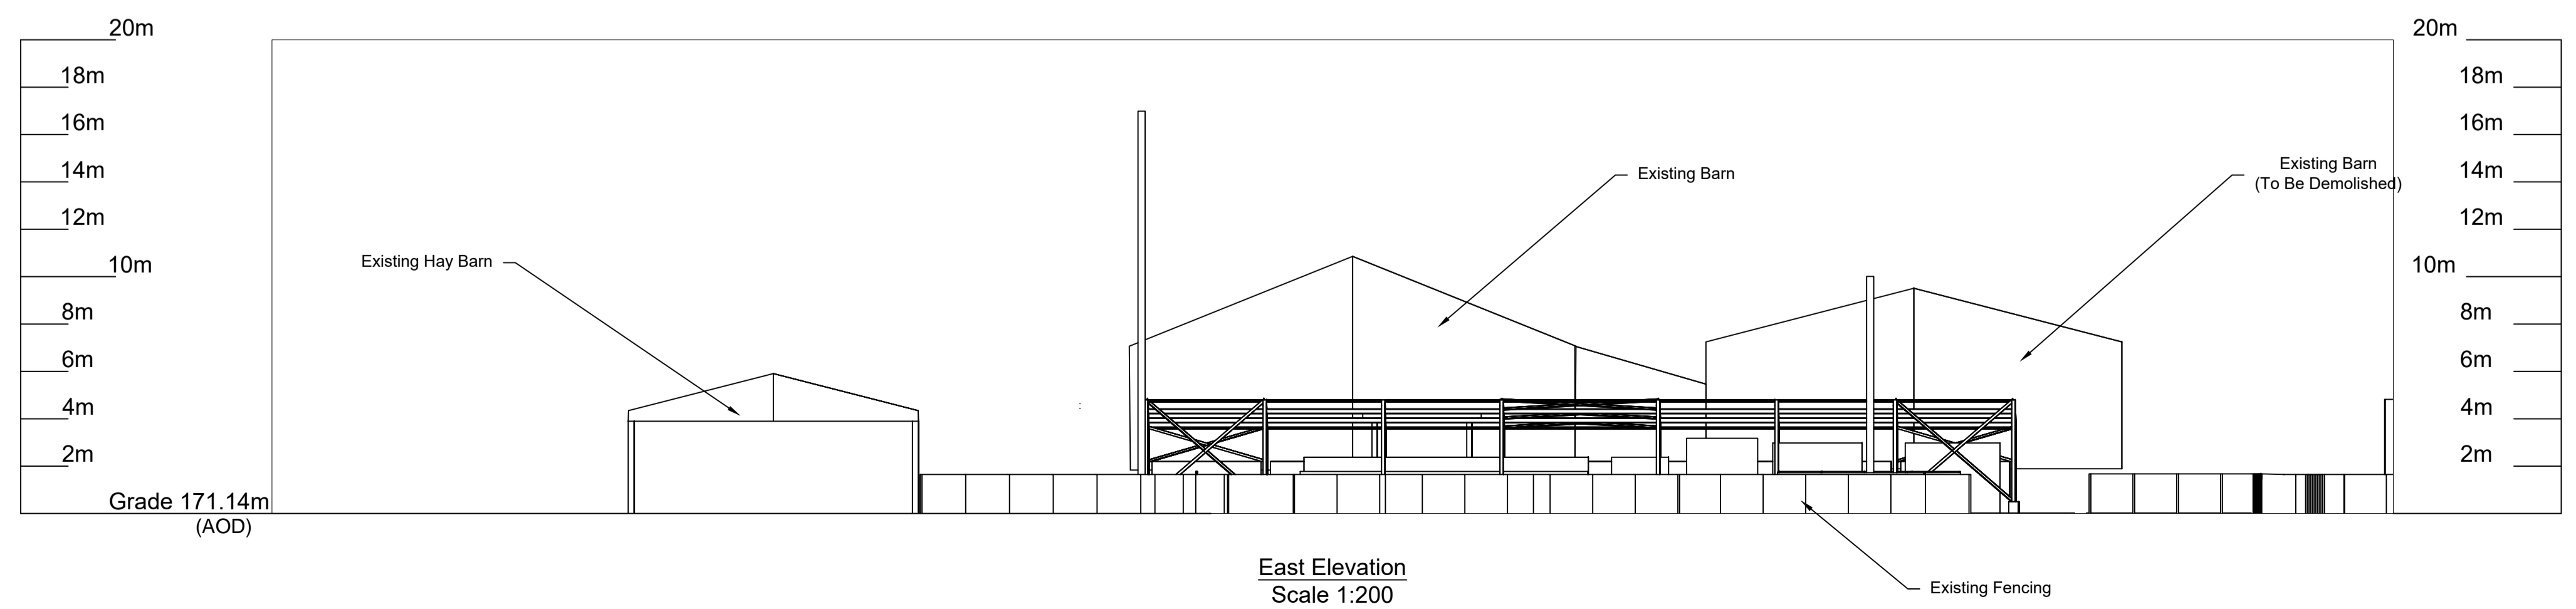 20m
18m
16m
14m
12m
10m
8m
6m
4m
2m
Grade 171.14m
(AOD)
Existing Hay Barn
Existing Barn
Existing Barn
(To Be Demolished)
20m
18m
16m
14m
12m
10m
8m
6m
4m
2m
East Elevation
Scale 1:200
Existing Fencing